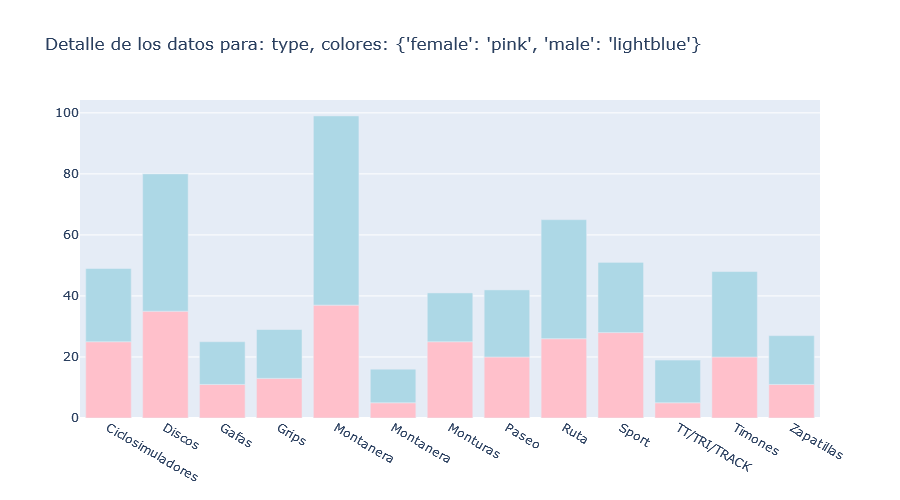 Detalle de los datos para: type, colores: {'female': 'pink', 'male': 'lightblue'}
100
80
60
40
20
0
Ciclosimuladores
Discos
Gafas
Grips
Montanera
Montanera
Monturas
Paseo
Ruta
Sport
TT/TRI/TRACK
Timones
Zapatillas